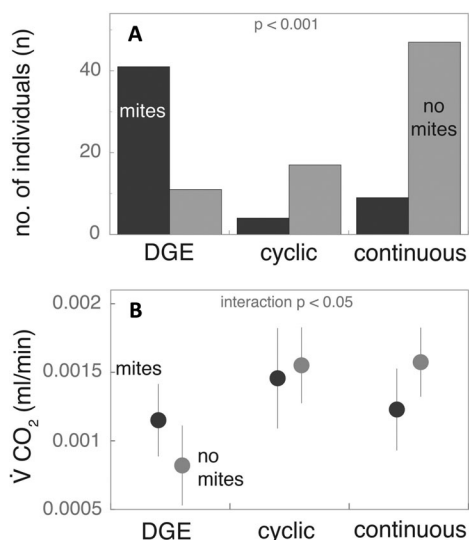 A
p < 0.001
no. of individuals (n)
40
20
0
mites
no
mites
DGE
cyclic
continuous
B
interaction p < 0.05
V̇ CO₂ (ml/min)
0.002
0.0015
0.001
0.0005
mites
no
mites
DGE
cyclic
continuous